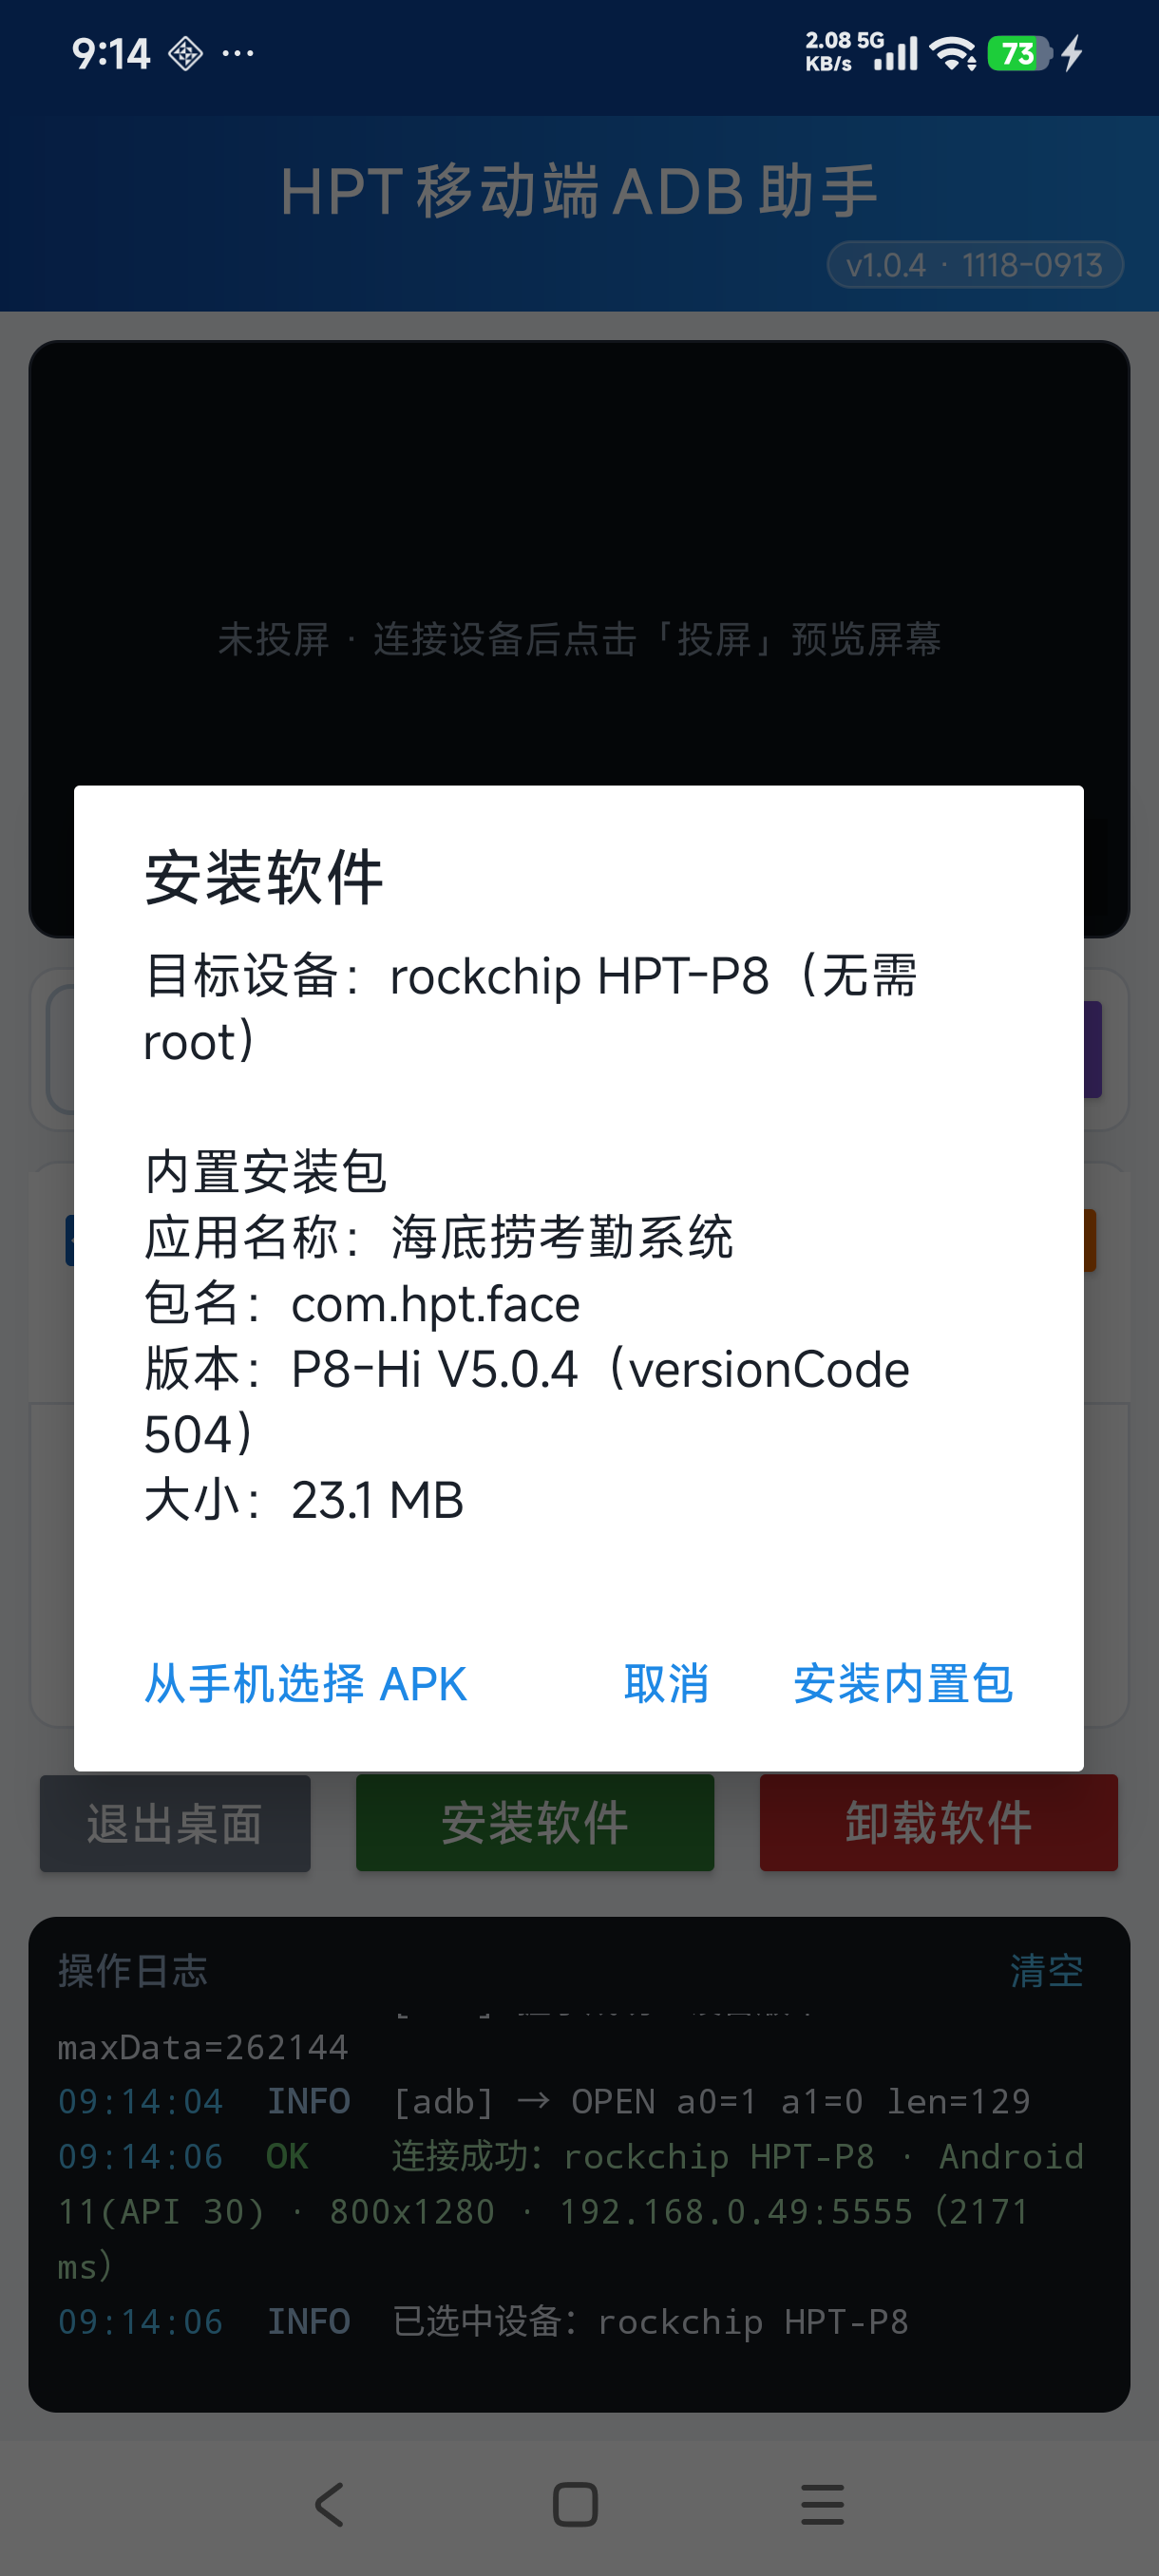 9:14 ...
2.08 5G
KB/s
73
HPT 移动端 ADB 助手
v1.0.4 · 1118-0913
未投屏 · 连接设备后点击「投屏」预览屏幕
安装软件
目标设备：rockchip HPT-P8（无需
root）
内置安装包
应用名称：海底捞考勤系统
包名：com.hpt.face
版本：P8-Hi V5.0.4（versionCode
504）
大小：23.1 MB
从手机选择 APK 取消 安装内置包
退出桌面 安装软件 卸载软件
操作日志 清空
maxData=262144
09:14:04 INFO [adb] → OPEN a0=1 a1=0 len=129
09:14:06 OK 连接成功：rockchip HPT-P8 · Android
11(API 30) · 800x1280 · 192.168.0.49:5555（2171
ms）
09:14:06 INFO 已选中设备：rockchip HPT-P8